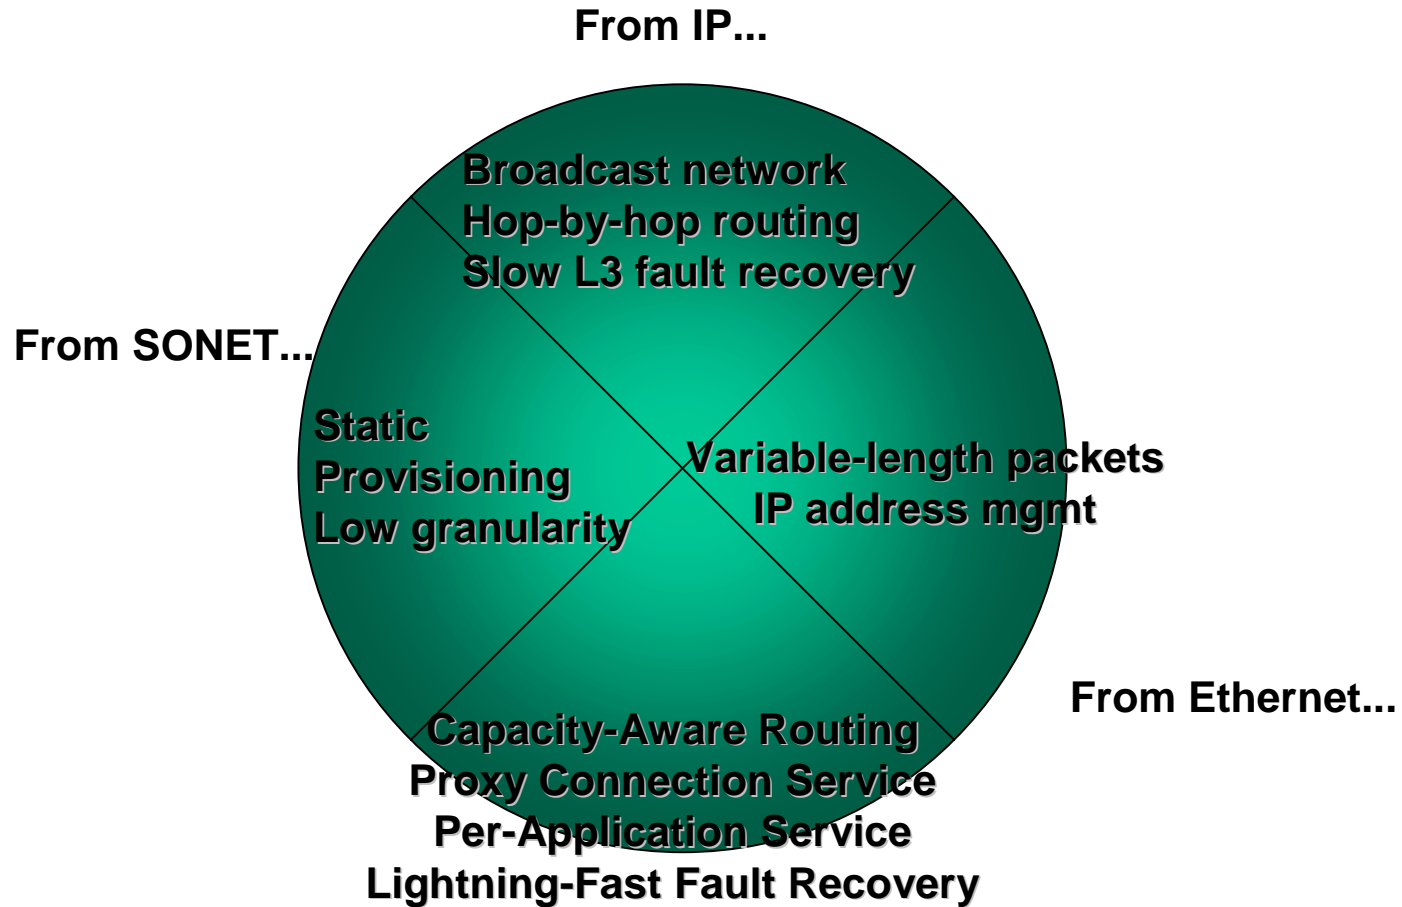 From IP...
Broadcast network
Hop-by-hop routing
Slow L3 fault recovery
From SONET...
Static
Provisioning
Low granularity
Variable-length packets
IP address mgmt
From Ethernet...
Capacity-Aware Routing
Proxy Connection Service
Per-Application Service
Lightning-Fast Fault Recovery